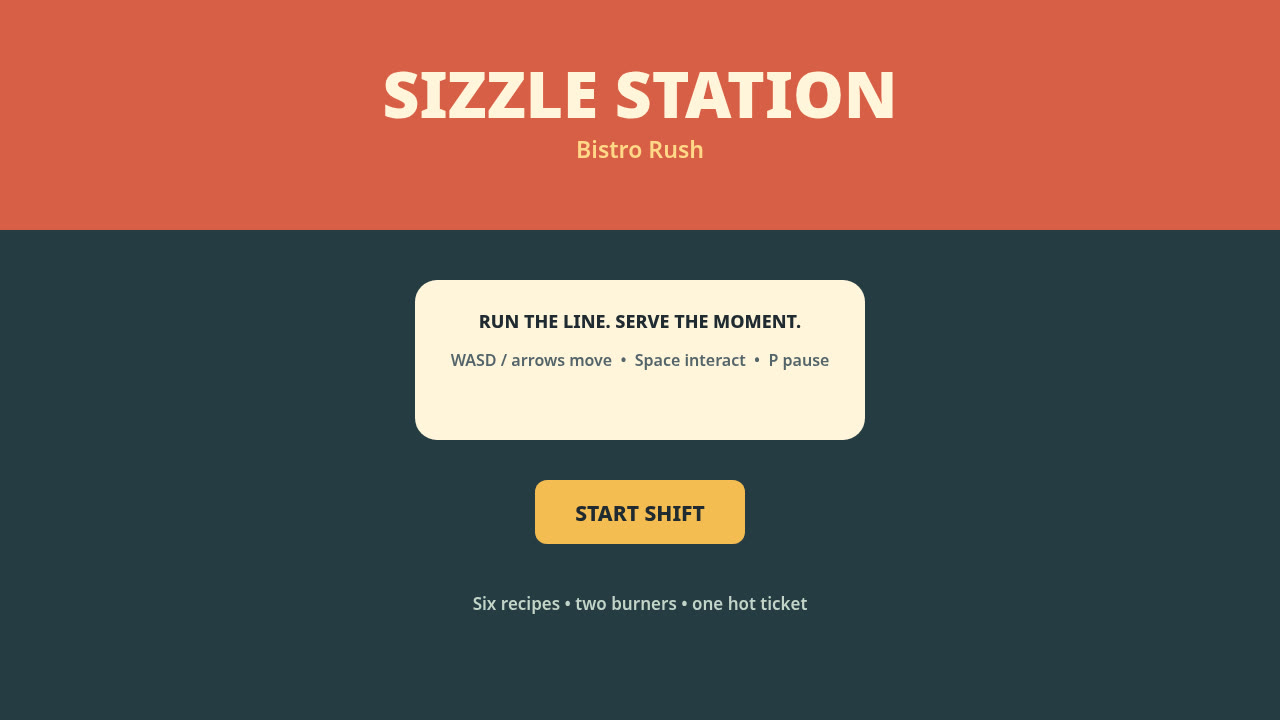 SIZZLE STATION
Bistro Rush
RUN THE LINE. SERVE THE MOMENT.
WASD / arrows move • Space interact • P pause
START SHIFT
Six recipes • two burners • one hot ticket